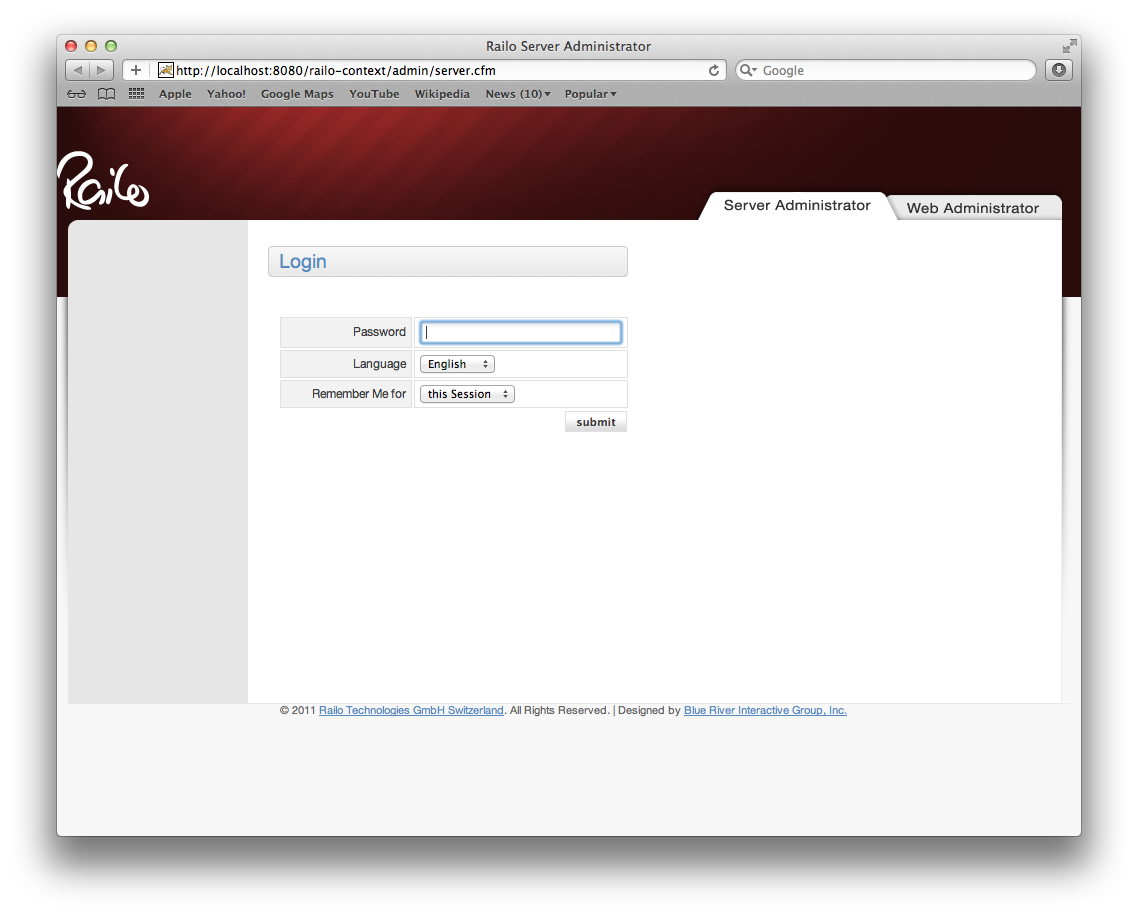 Railo Server Administrator
http://localhost:8080/railo-context/admin/server.cfm
Google
Apple Yahoo! Google Maps YouTube Wikipedia News (10)▾ Popular▾
Railo
Server Administrator
Web Administrator
Login
Password
Language English
Remember Me for this Session
submit
© 2011 Railo Technologies GmbH Switzerland. All Rights Reserved. | Designed by Blue River Interactive Group, Inc.